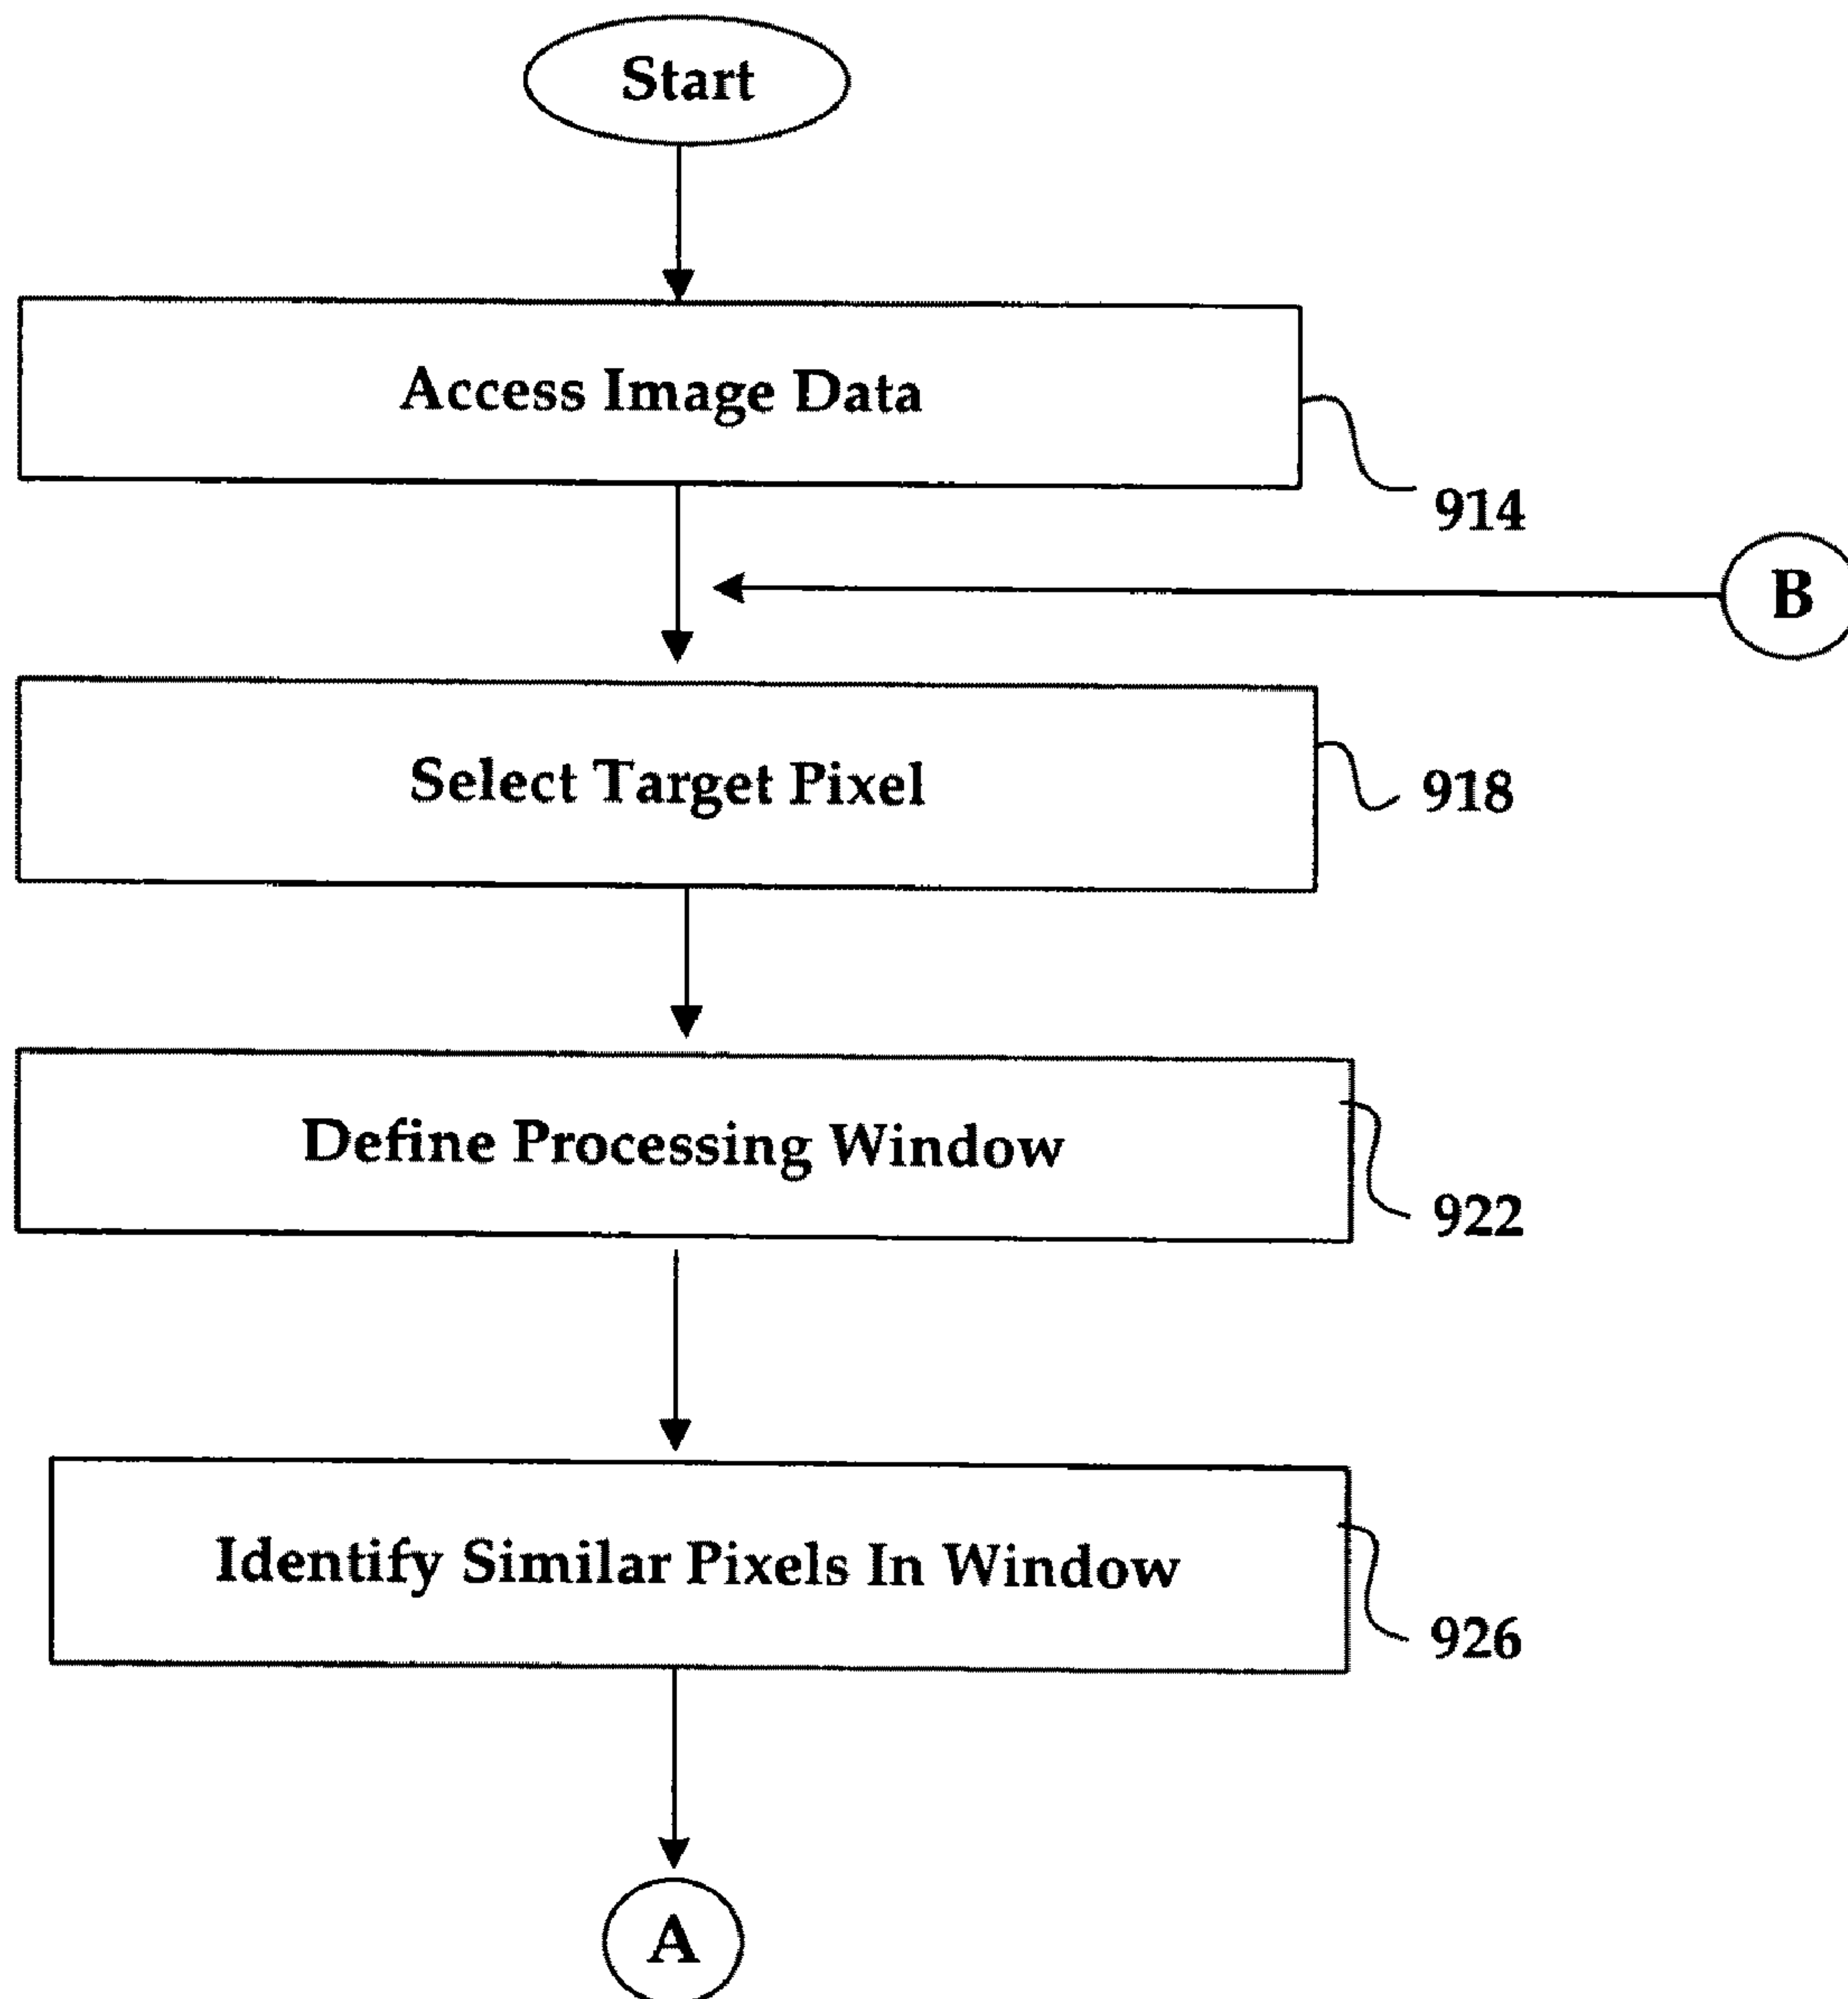 Start
Access Image Data
914
B
Select Target Pixel
918
Define Processing Window
922
Identify Similar Pixels In Window
926
A